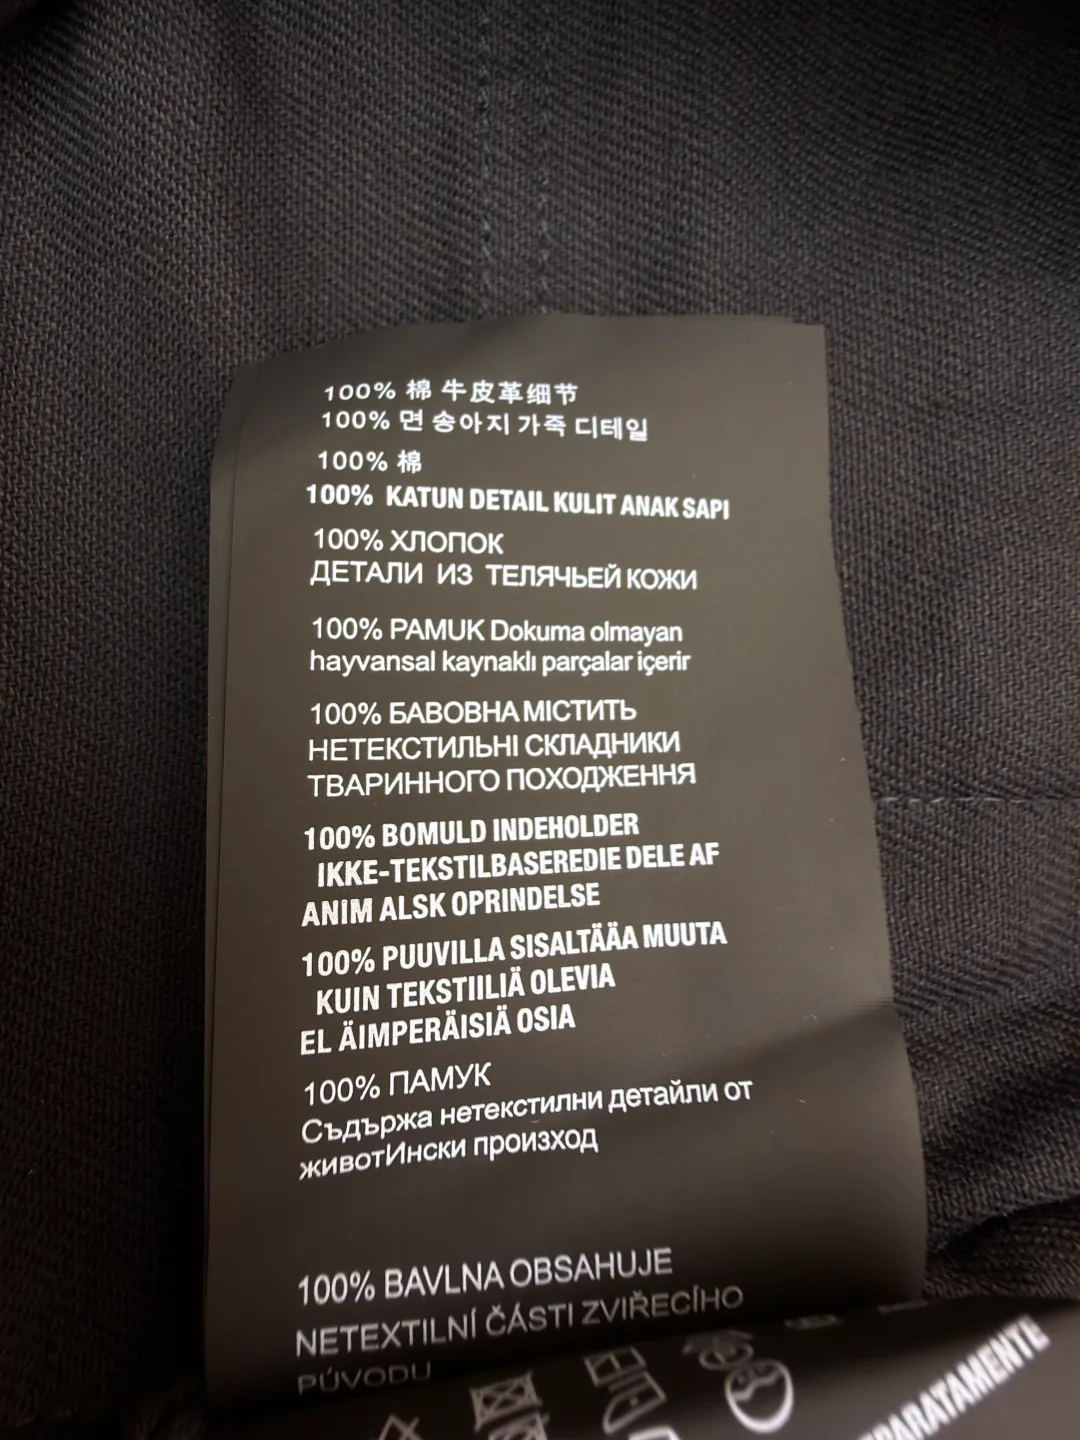 100% 棉 牛皮革细节
100% 면 송아지 가죽 디테일
100% 棉
100% KATUN DETAIL KULIT ANAK SAPI
100% ХЛОПОК
ДЕТАЛИ ИЗ ТЕЛЯЧЬЕЙ КОЖИ
100% PAMUK Dokuma olmayan
hayvansal kaynaklı parçalar içerir
100% БАВОВНА МІСТИТЬ
НЕТЕКСТИЛЬНІ СКЛАДНИКИ
ТВАРИННОГО ПОХОДЖЕННЯ
100% BOMULD INDEHOLDER
IKKE-TEKSTILBASEREDIE DELE AF
ANIM ALSK OPRINDELSE
100% PUUVILLA SISALTÄÄA MUUTA
KUIN TEKSTIILIÄ OLEVIA
EL ÄIMPERÄISIÄ OSIA
100% ПАМУК
Съдържа нетекстилни детайли от
животИнски произход
100% BAVLNA OBSAHUJE
NETEXTILNÍ ČÁSTI ZVIŘECÍHO
PÚVODU